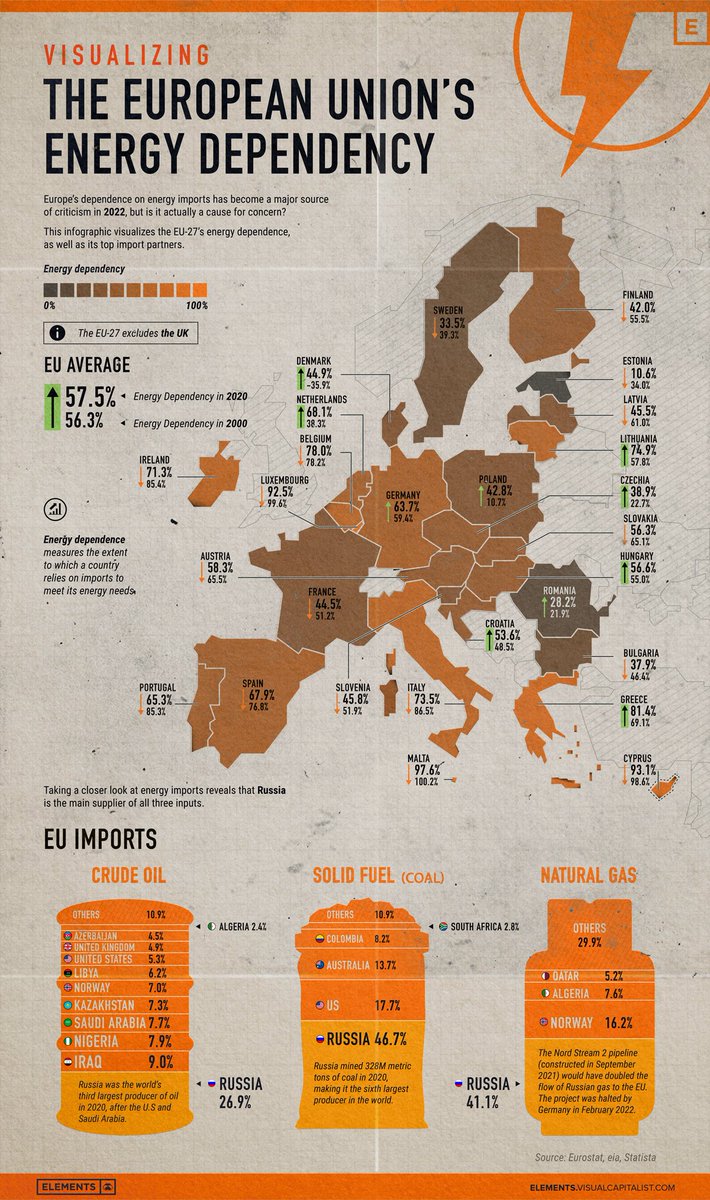 E
VISUALIZING
THE EUROPEAN UNION'S
ENERGY DEPENDENCY
Europe's dependence on energy imports has become a major source
of criticism in 2022, but is it actually a cause for concern?
This infographic visualizes the EU-27's energy dependence,
as well as its top import partners.
Energy dependency
0%
100%
The EU-27 excludes the UK
EU AVERAGE
57.5%
Energy Dependency in 2020
56.3%
Energy Dependency in 2000
Energy dependence
measures the extent
to which a country
relies on imports to
meet its energy needs.
SWEDEN
33.5%
39.3%
FINLAND
42.0%
55.5%
DENMARK
44.9%
-35.9%
ESTONIA
10.6%
34.0%
NETHERLANDS
68.1%
38.3%
LATVIA
45.5%
61.0%
BELGIUM
78.0%
78.2%
LITHUANIA
74.9%
57.8%
IRELAND
71.3%
85.4%
LUXEMBOURG
92.5%
99.6%
GERMANY
63.7%
59.4%
POLAND
42.8%
10.7%
CZECHIA
38.9%
22.7%
SLOVAKIA
56.3%
65.1%
AUSTRIA
58.3%
65.5%
HUNGARY
56.6%
55.0%
FRANCE
44.5%
51.2%
ROMANIA
28.2%
21.9%
CROATIA
53.6%
48.5%
BULGARIA
37.9%
46.4%
PORTUGAL
65.3%
85.3%
SPAIN
67.9%
76.8%
SLOVENIA
45.8%
51.9%
ITALY
73.5%
86.5%
GREECE
81.4%
69.1%
MALTA
97.6%
100.2%
CYPRUS
93.1%
98.6%
Taking a closer look at energy imports reveals that Russia
is the main supplier of all three inputs.
EU IMPORTS
CRUDE OIL
OTHERS 10.9%
ALGERIA 2.4%
AZERBAIJAN 4.5%
UNITED KINGDOM 4.9%
UNITED STATES 5.3%
LIBYA 6.2%
NORWAY 7.0%
KAZAKHSTAN 7.3%
SAUDI ARABIA 7.7%
NIGERIA 7.9%
IRAQ 9.0%
RUSSIA
26.9%
Russia was the world's
third largest producer of oil
in 2020, after the U.S and
Saudi Arabia.
SOLID FUEL (COAL)
OTHERS 10.9%
SOUTH AFRICA 2.8%
COLOMBIA 8.2%
AUSTRALIA 13.7%
US 17.7%
RUSSIA 46.7%
Russia mined 328M metric
tons of coal in 2020,
making it the sixth largest
producer in the world.
NATURAL GAS
OTHERS
29.9%
QATAR 5.2%
ALGERIA 7.6%
NORWAY 16.2%
RUSSIA
41.1%
The Nord Stream 2 pipeline
(constructed in September
2021) would have doubled the
flow of Russian gas to the EU.
The project was halted by
Germany in February 2022.
Source: Eurostat, eia, Statista
ELEMENTS
ELEMENTS.VISUALCAPITALIST.COM